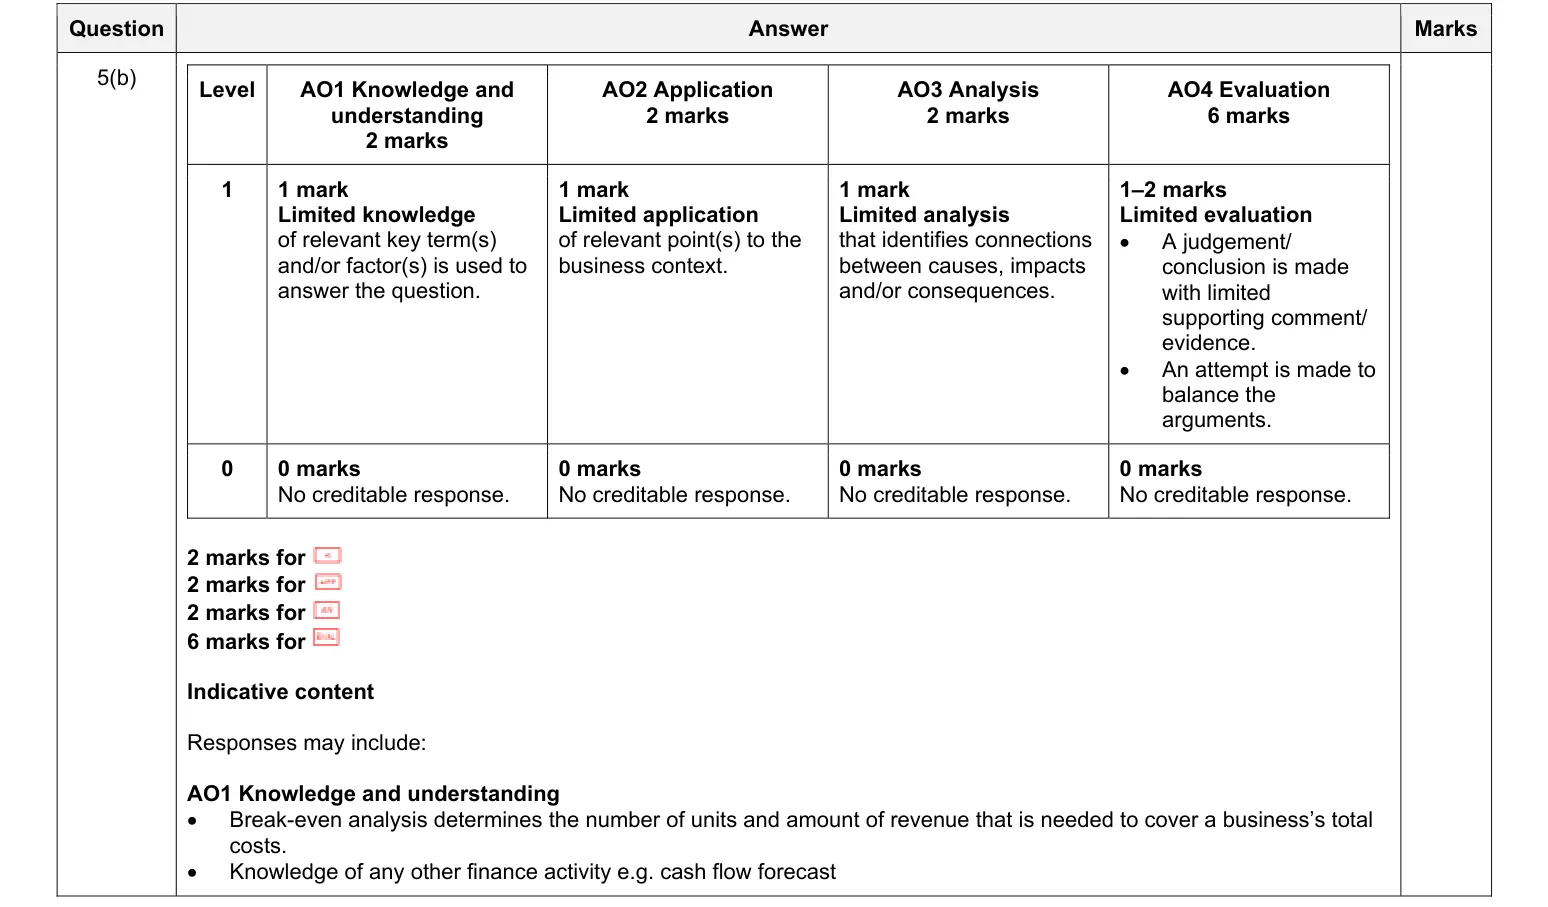 Question Answer Marks
5(b)
Level AO1 Knowledge and AO2 Application AO3 Analysis AO4 Evaluation
understanding 2 marks 2 marks 6 marks
2 marks
1 1 mark 1 mark 1 mark 1–2 marks
Limited knowledge Limited application Limited analysis Limited evaluation
of relevant key term(s) of relevant point(s) to the that identifies connections • A judgement/
and/or factor(s) is used to business context. between causes, impacts conclusion is made
answer the question. and/or consequences. with limited
supporting comment/
evidence.
• An attempt is made to
balance the
arguments.
0 0 marks 0 marks 0 marks 0 marks
No creditable response. No creditable response. No creditable response. No creditable response.
2 marks for
2 marks for
2 marks for
6 marks for
Indicative content
Responses may include:
AO1 Knowledge and understanding
• Break-even analysis determines the number of units and amount of revenue that is needed to cover a business’s total
costs.
• Knowledge of any other finance activity e.g. cash flow forecast